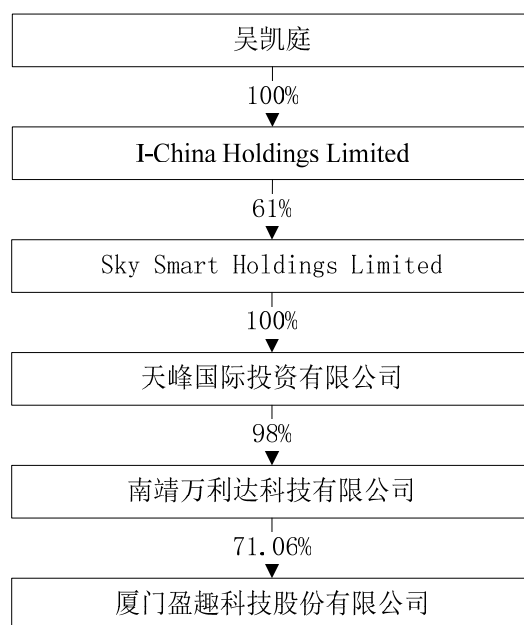 吴凯庭
100%
I-China Holdings Limited
61%
Sky Smart Holdings Limited
100%
天峰国际投资有限公司
98%
南靖万利达科技有限公司
71.06%
厦门盈趣科技股份有限公司